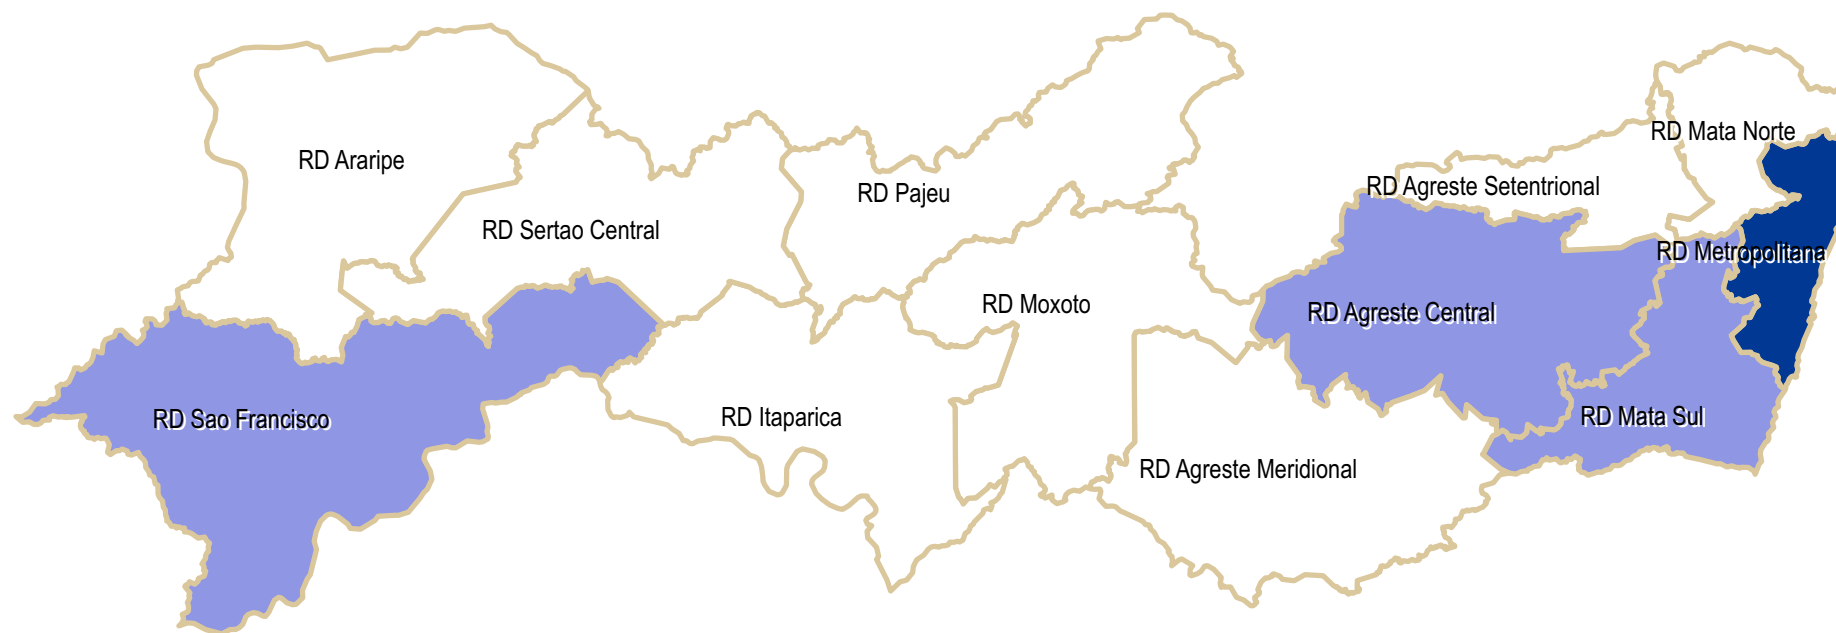 RD Mata Norte
RD Araripe
RD Agreste Setentrional
RD Pajeu
RD Sertao Central
RD Metropolitana
RD Moxoto
RD Agreste Central
RD Sao Francisco
RD Itaparica
RD Mata Sul
RD Agreste Meridional